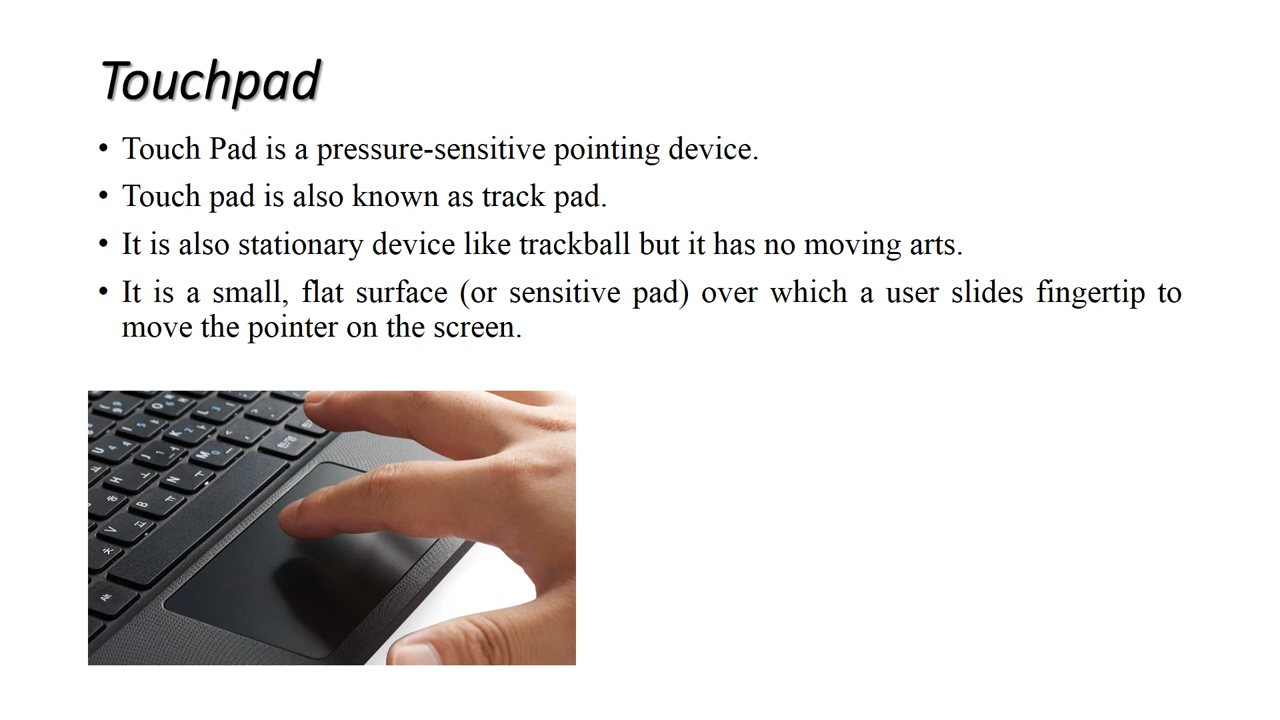 Touchpad
• Touch Pad is a pressure-sensitive pointing device.
• Touch pad is also known as track pad.
• It is also stationary device like trackball but it has no moving arts.
• It is a small, flat surface (or sensitive pad) over which a user slides fingertip to
move the pointer on the screen.
Alt